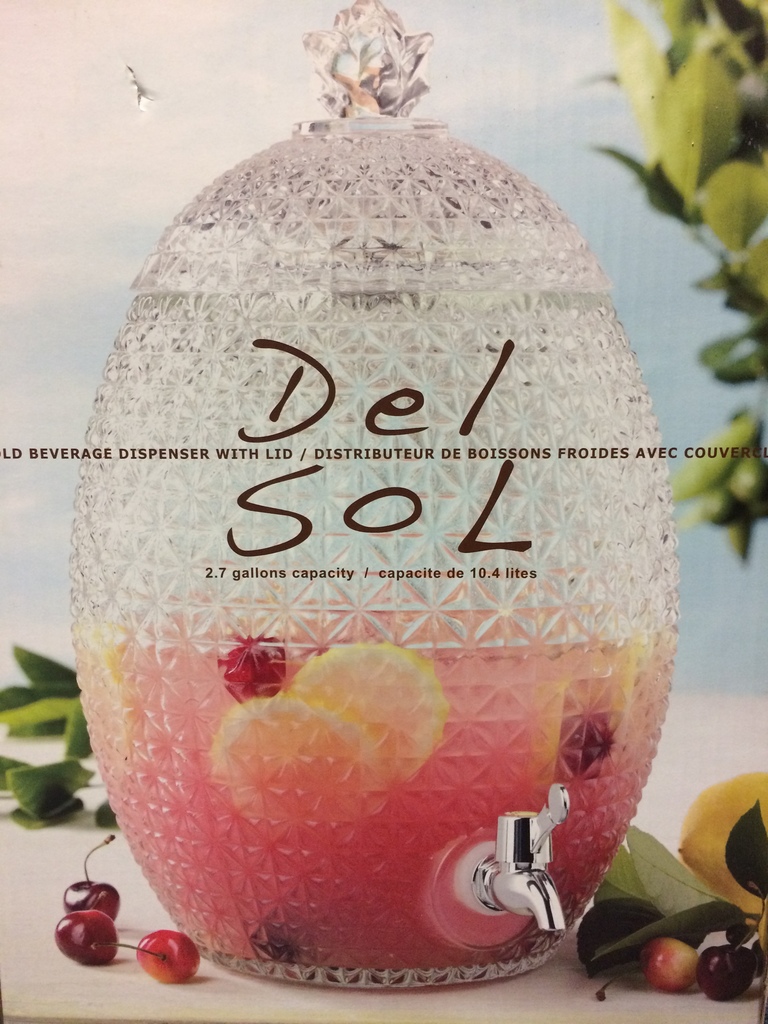 Del
OLD BEVERAGE DISPENSER WITH LID / DISTRIBUTEUR DE BOISSONS FROIDES AVEC COUVERCL
SOL
2.7 gallons capacity / capacite de 10.4 lites